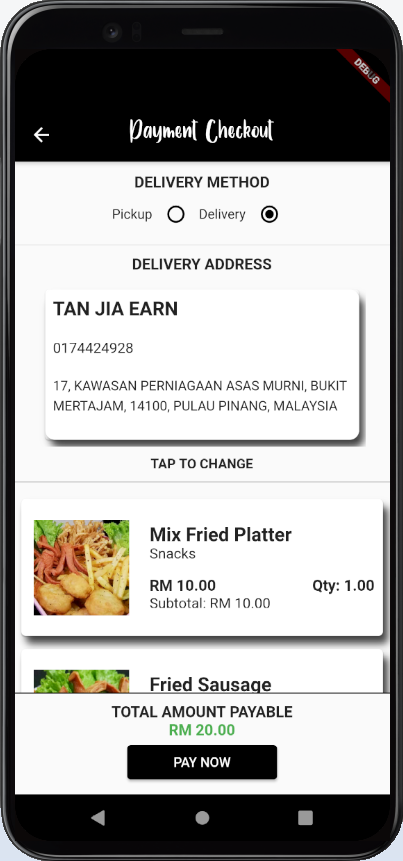 DEBUG
Payment Checkout
DELIVERY METHOD
Pickup Delivery
DELIVERY ADDRESS
TAN JIA EARN
0174424928
17, KAWASAN PERNIAGAAN ASAS MURNI, BUKIT
MERTAJAM, 14100, PULAU PINANG, MALAYSIA
TAP TO CHANGE
Mix Fried Platter
Snacks
RM 10.00 Qty: 1.00
Subtotal: RM 10.00
Fried Sausage
TOTAL AMOUNT PAYABLE
RM 20.00
PAY NOW